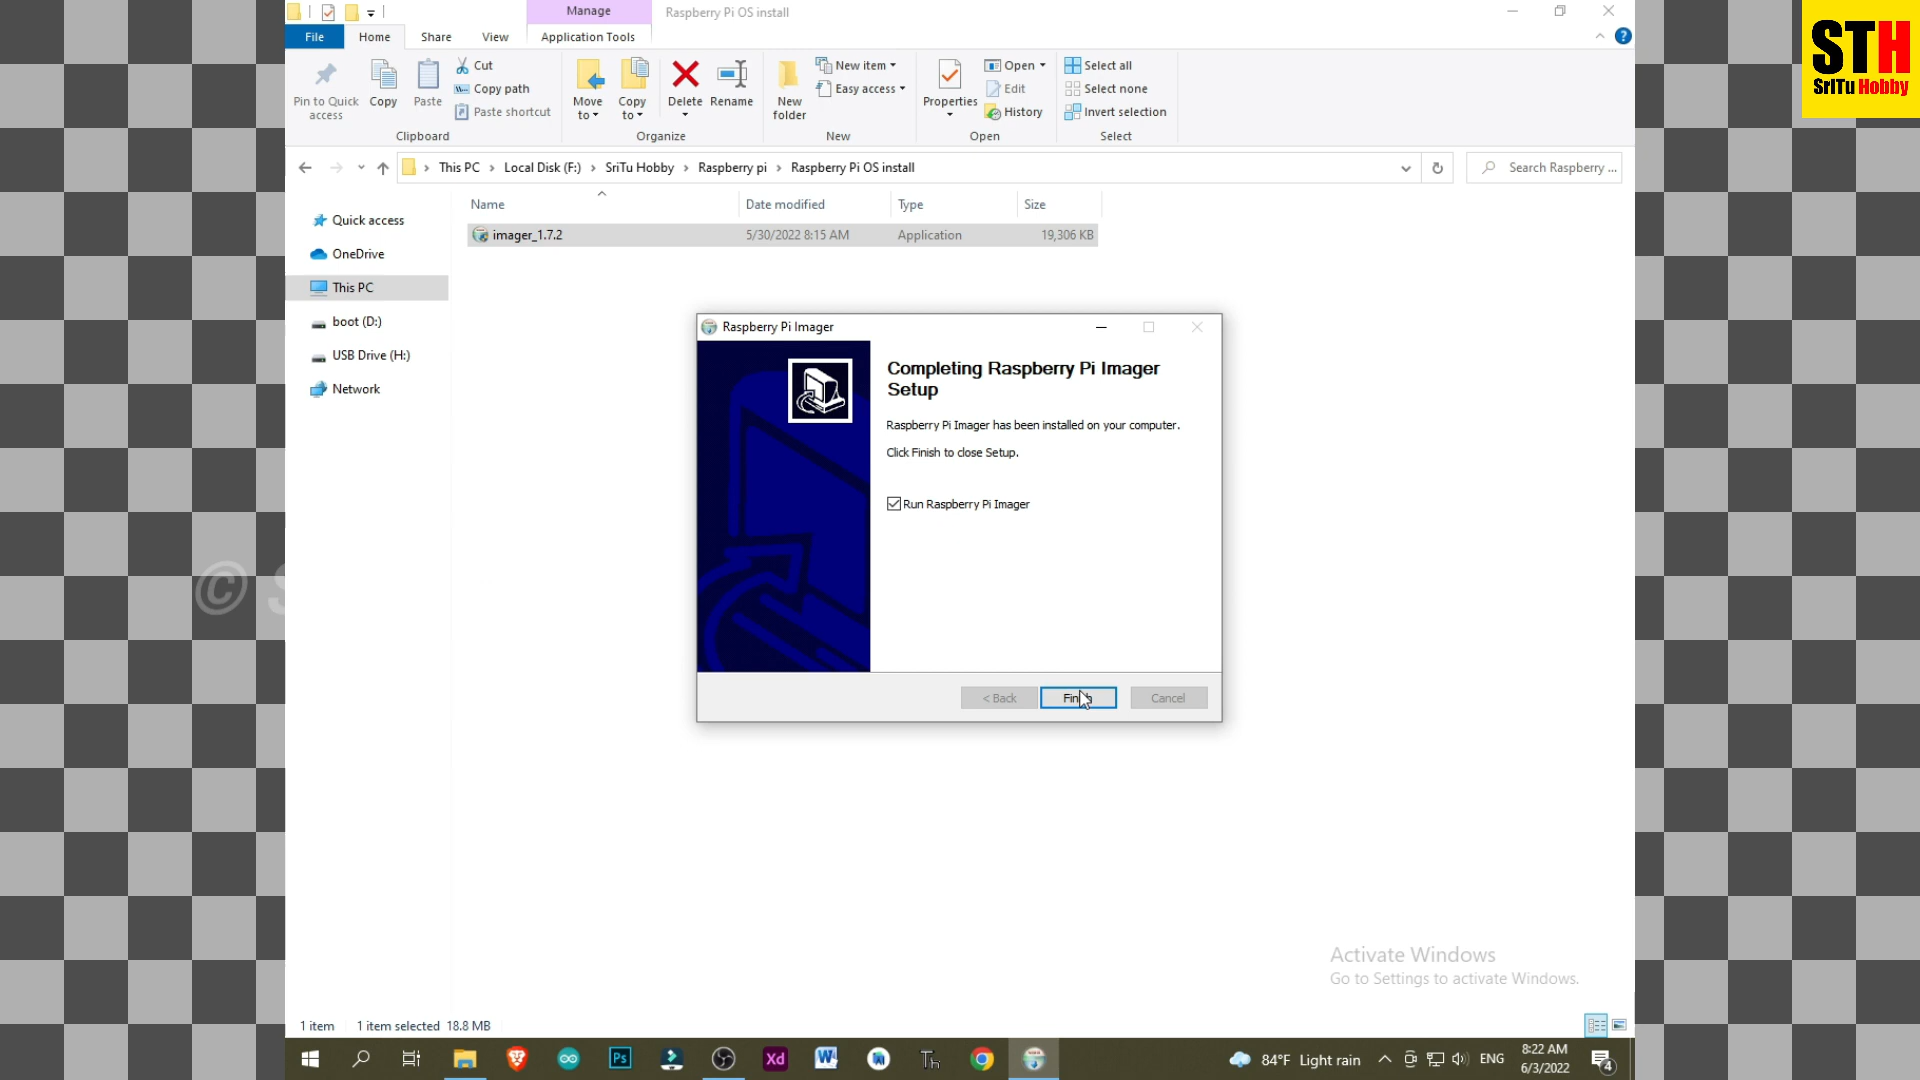 Manage
Raspberry Pi OS install
File
Home
Share
View
Application Tools
Pin to Quick access
Copy
Paste
Cut
Copy path
Paste shortcut
Clipboard
Move to
Copy to
Delete
Rename
Organize
New folder
New item
Easy access
New
Properties
Open
Edit
History
Open
Select all
Select none
Invert selection
Select
This PC > Local Disk (F:) > SriTu Hobby > Raspberry pi > Raspberry Pi OS install
Search Raspberry ...
Name
Date modified
Type
Size
imager_1.7.2
5/30/2022 8:15 AM
Application
19,306 KB
Quick access
OneDrive
This PC
boot (D:)
USB Drive (H:)
Network
Raspberry Pi Imager
Completing Raspberry Pi Imager
Setup
Raspberry Pi Imager has been installed on your computer.
Click Finish to close Setup.
Run Raspberry Pi Imager
< Back
Finish
Cancel
Activate Windows
Go to Settings to activate Windows.
1 item
1 item selected 18.8 MB
Ps
Xd
W
Th
84°F Light rain
ENG
8:22 AM
6/3/2022
4
STH
SriTu Hobby
© S